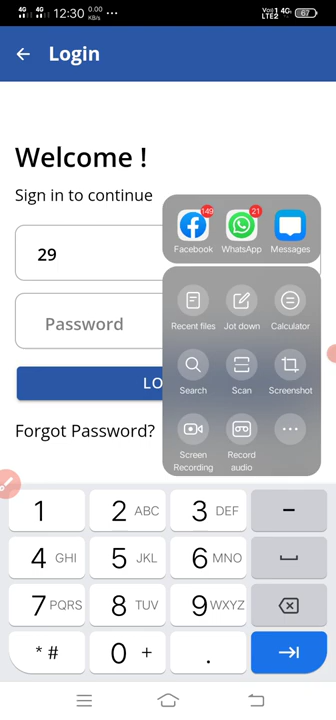 4G 4G 12:30 0.00 KB/s ... Vo) 1 LTE2 4G 67
Login
Welcome !
Sign in to continue
29
149 21
Facebook WhatsApp Messages
Password
Recent files Jot down Calculator
LO
Search Scan Screenshot
Forgot Password?
Screen Recording Record audio
1 2 ABC 3 DEF –
4 GHI 5 JKL 6 MNO
7 PQRS 8 TUV 9 WXYZ
* # 0 + .